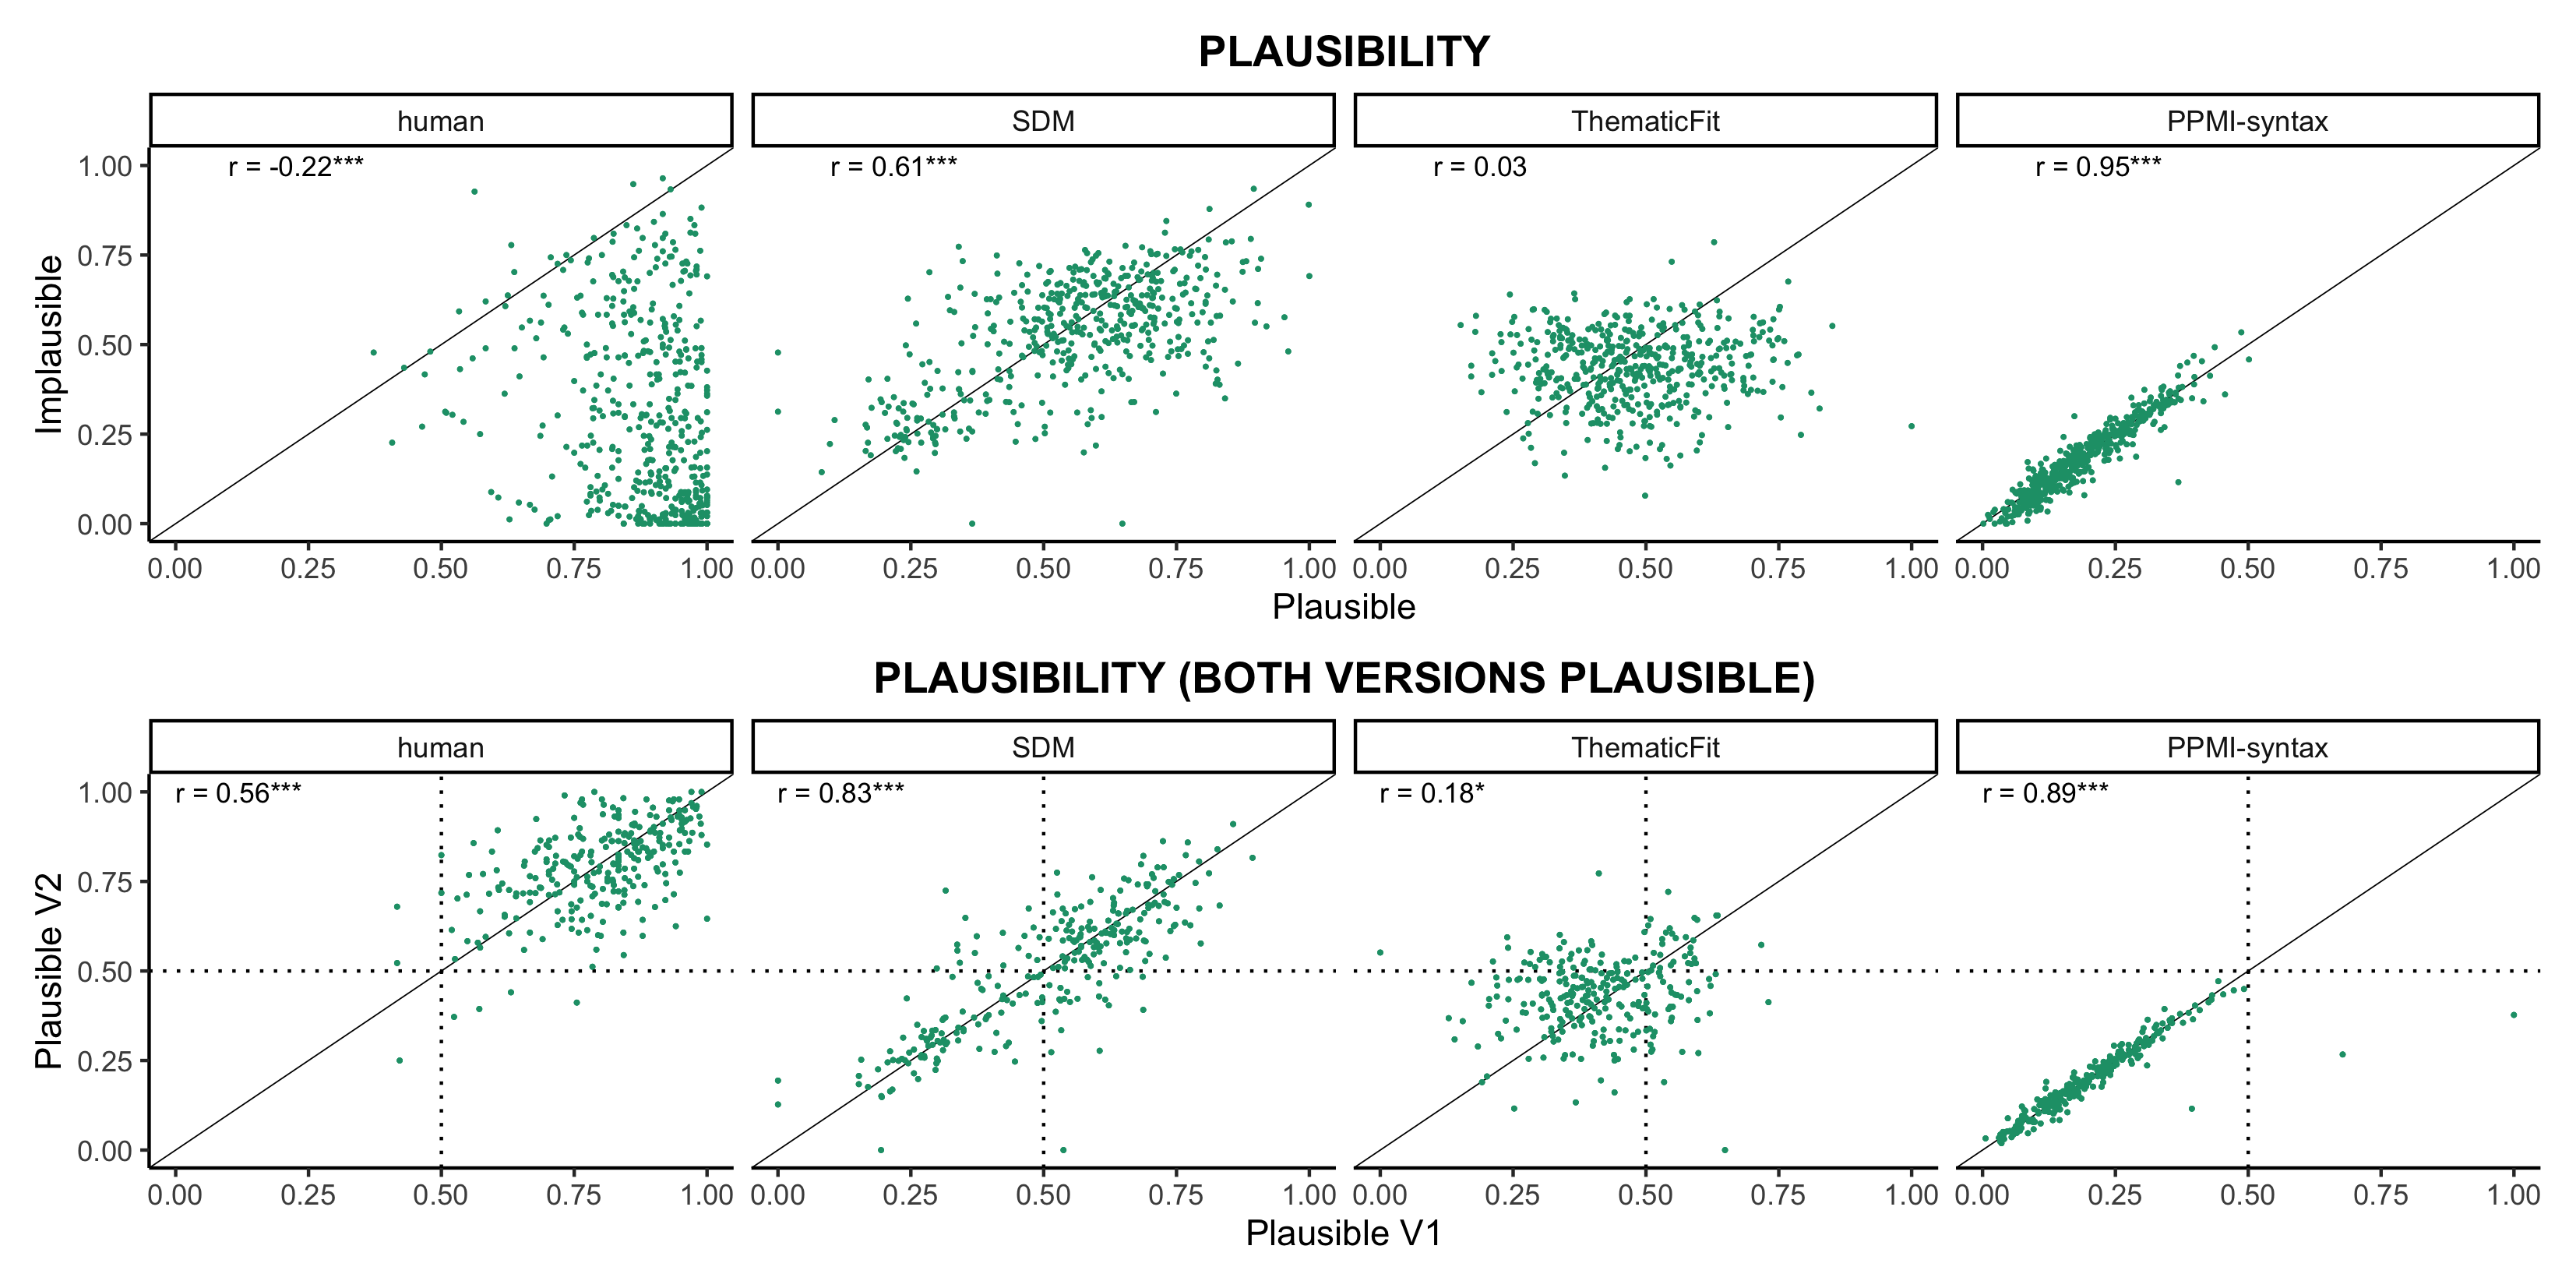 PLAUSIBILITY
human
SDM
ThematicFit
PPMI-syntax
r = -0.22***
r = 0.61***
r = 0.03
r = 0.95***
1.00
0.75
0.50
0.25
0.00
Implausible
0.00 0.25 0.50 0.75 1.00
0.00 0.25 0.50 0.75 1.00
0.00 0.25 0.50 0.75 1.00
0.00 0.25 0.50 0.75 1.00
Plausible
PLAUSIBILITY (BOTH VERSIONS PLAUSIBLE)
human
SDM
ThematicFit
PPMI-syntax
r = 0.56***
r = 0.83***
r = 0.18*
r = 0.89***
1.00
0.75
0.50
0.25
0.00
Plausible V2
0.00 0.25 0.50 0.75 1.00
0.00 0.25 0.50 0.75 1.00
0.00 0.25 0.50 0.75 1.00
0.00 0.25 0.50 0.75 1.00
Plausible V1